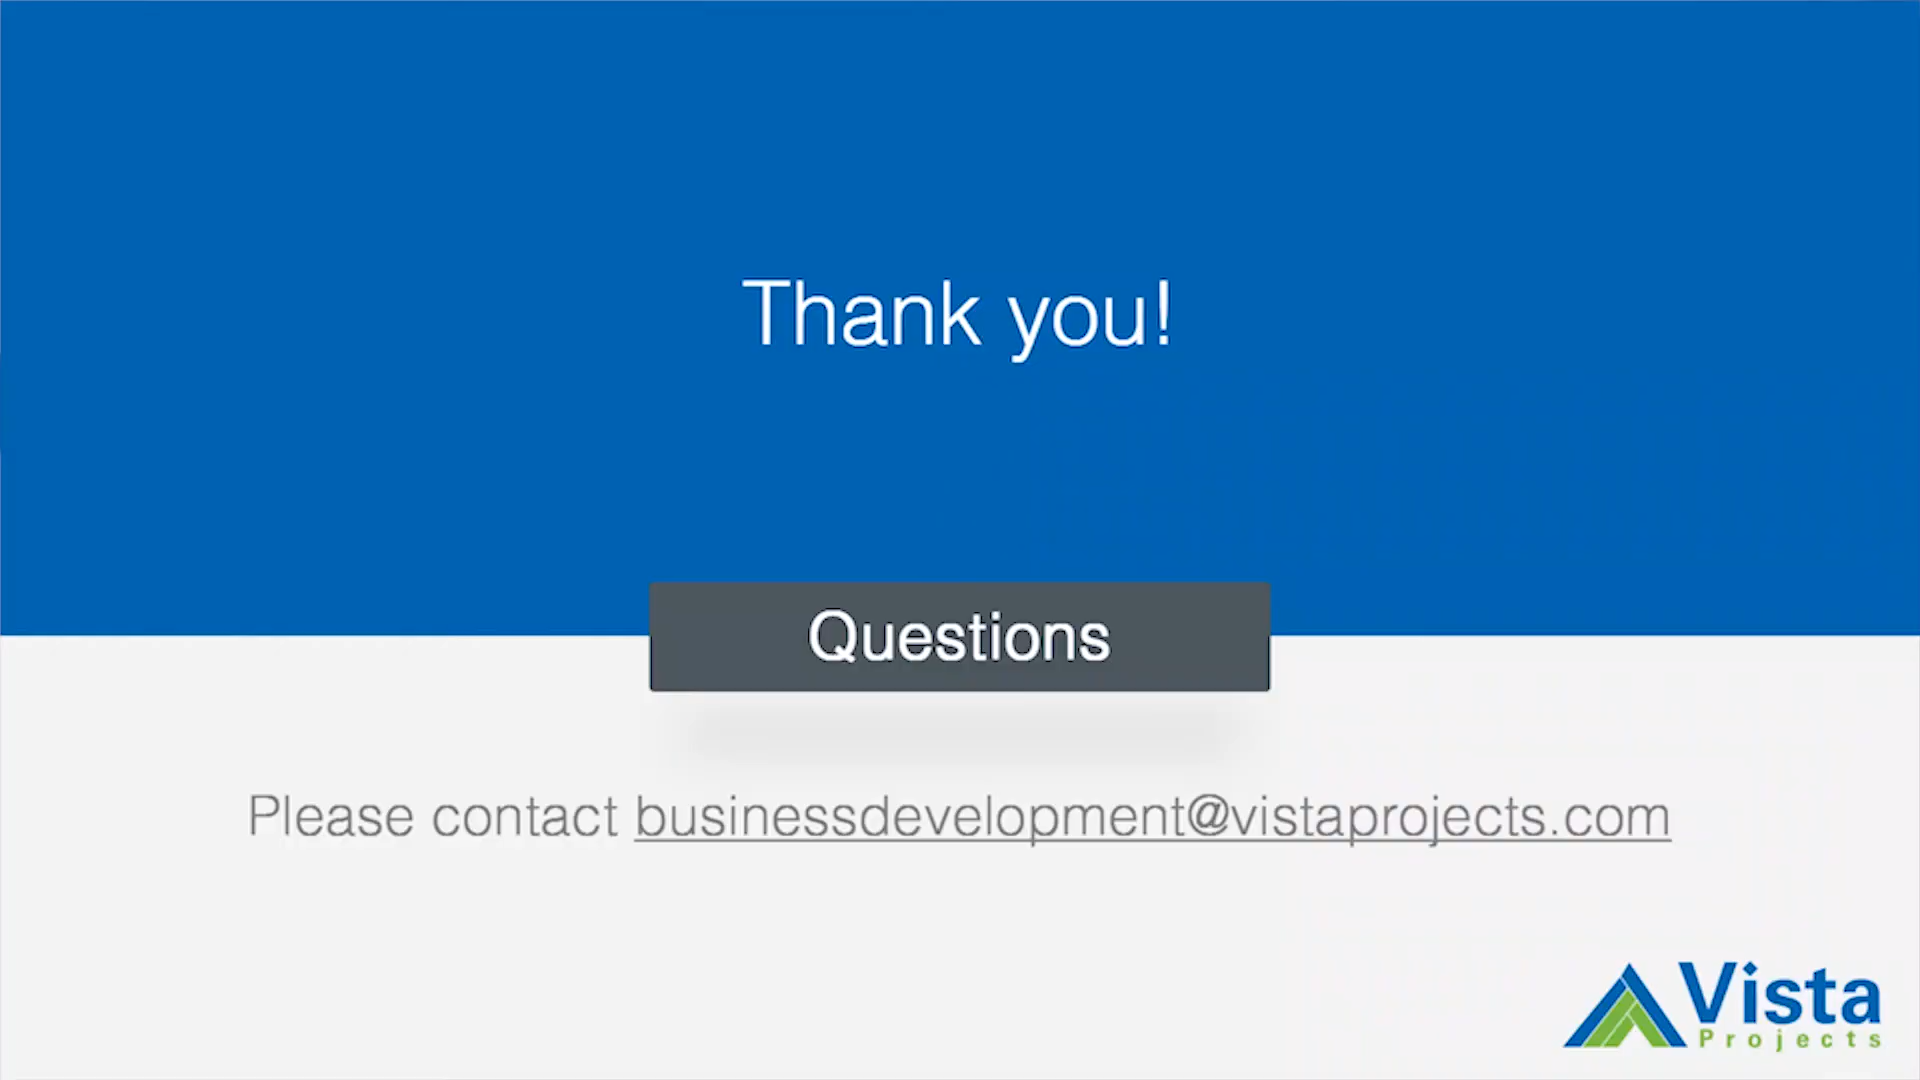 Thank you!
Questions
Please contact businessdevelopment@vistaprojects.com
Vista
Projects